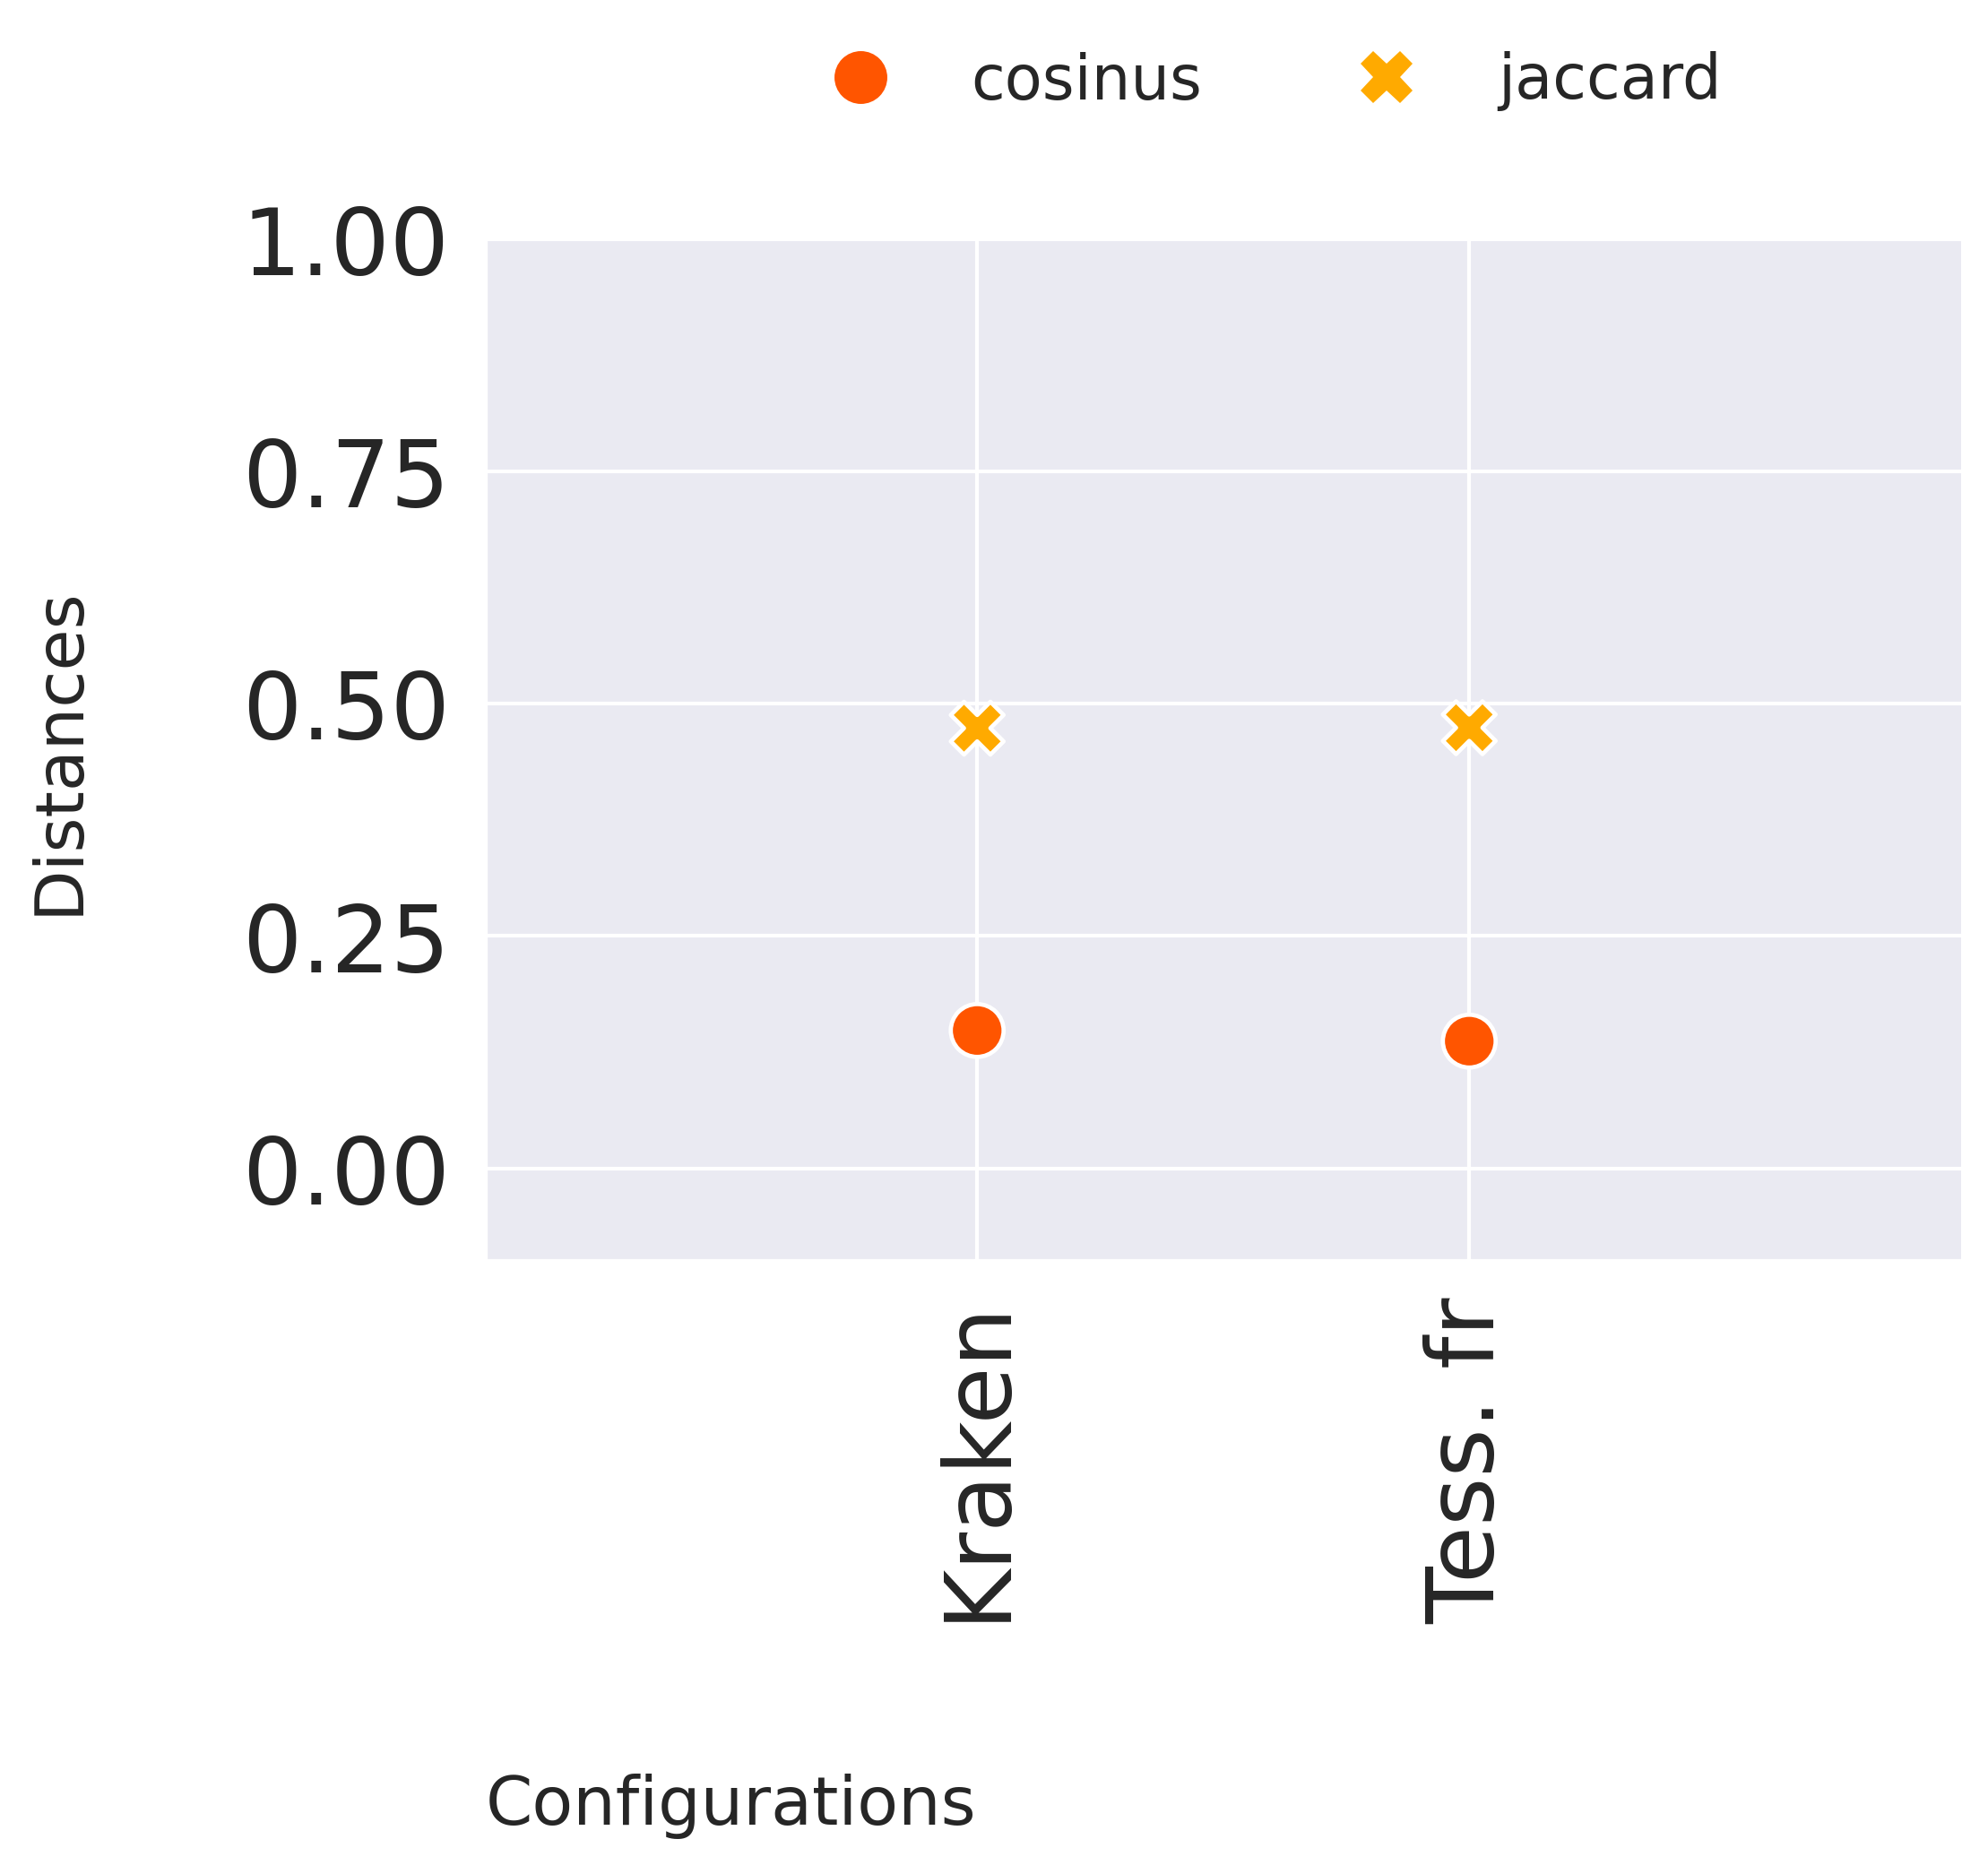 cosinus jaccard
1.00
0.75
0.50
0.25
0.00
Distances
Kraken
Tess. fr
Configurations